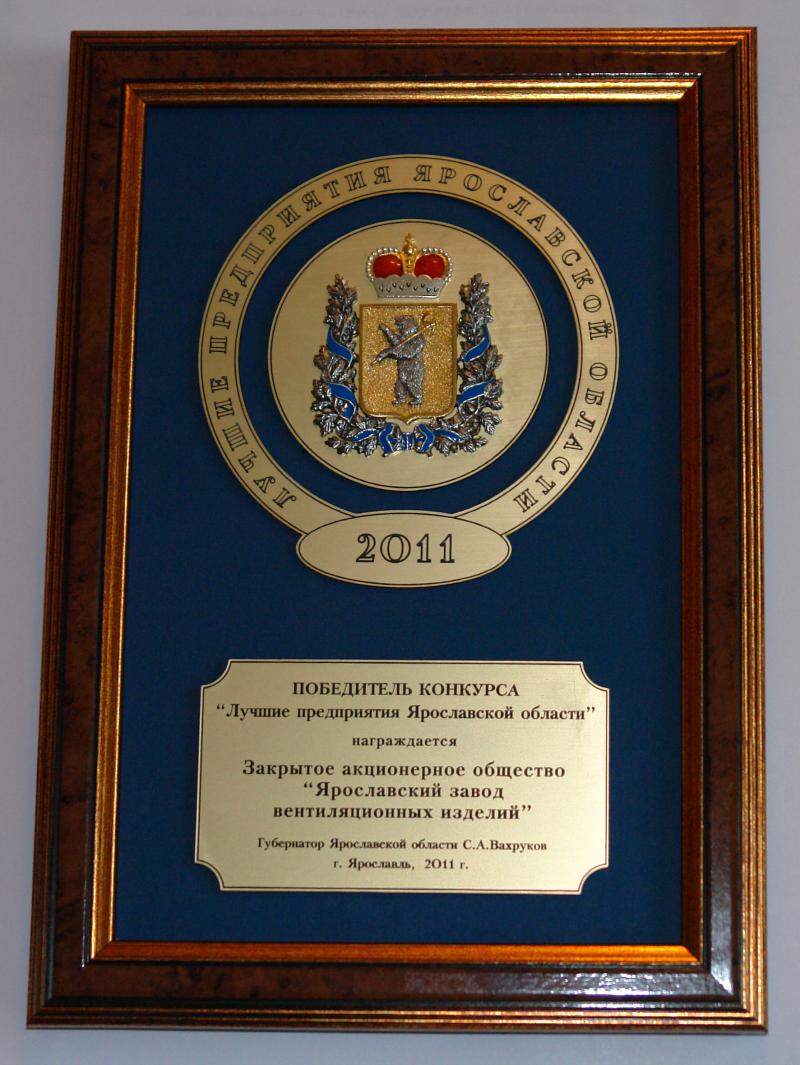 ЛУЧШИЕ ПРЕДПРИЯТИЯ ЯРОСЛАВСКОЙ ОБЛАСТИ
2011
ПОБЕДИТЕЛЬ КОНКУРСА
“Лучшие предприятия Ярославской области”
награждается
Закрытое акционерное общество
“Ярославский завод
вентиляционных изделий”
Губернатор Ярославской области С.А.Вахруков
г. Ярославль, 2011 г.